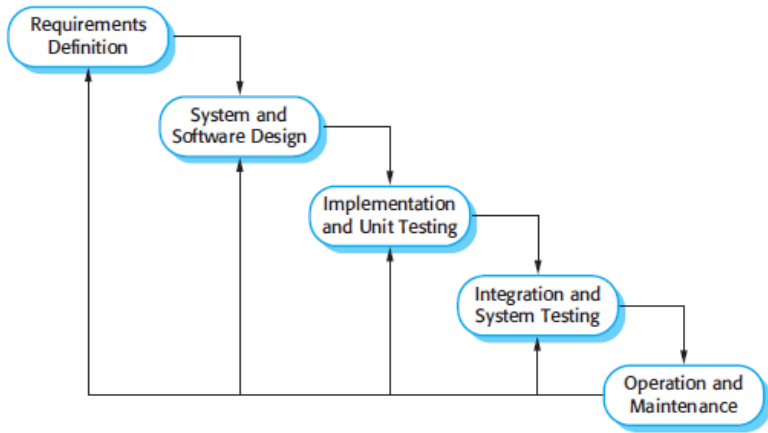 Requirements
Definition
System and
Software Design
Implementation
and Unit Testing
Integration and
System Testing
Operation and
Maintenance